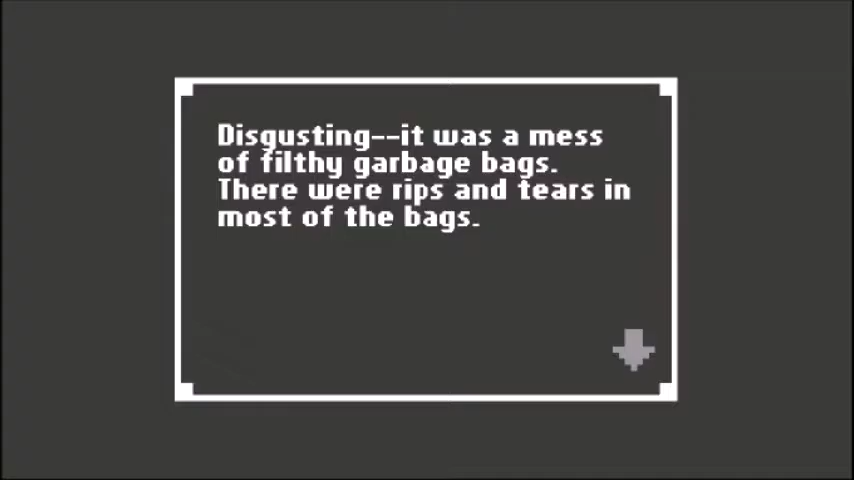 Disgusting--it was a mess
of filthy garbage bags.
There were rips and tears in
most of the bags.